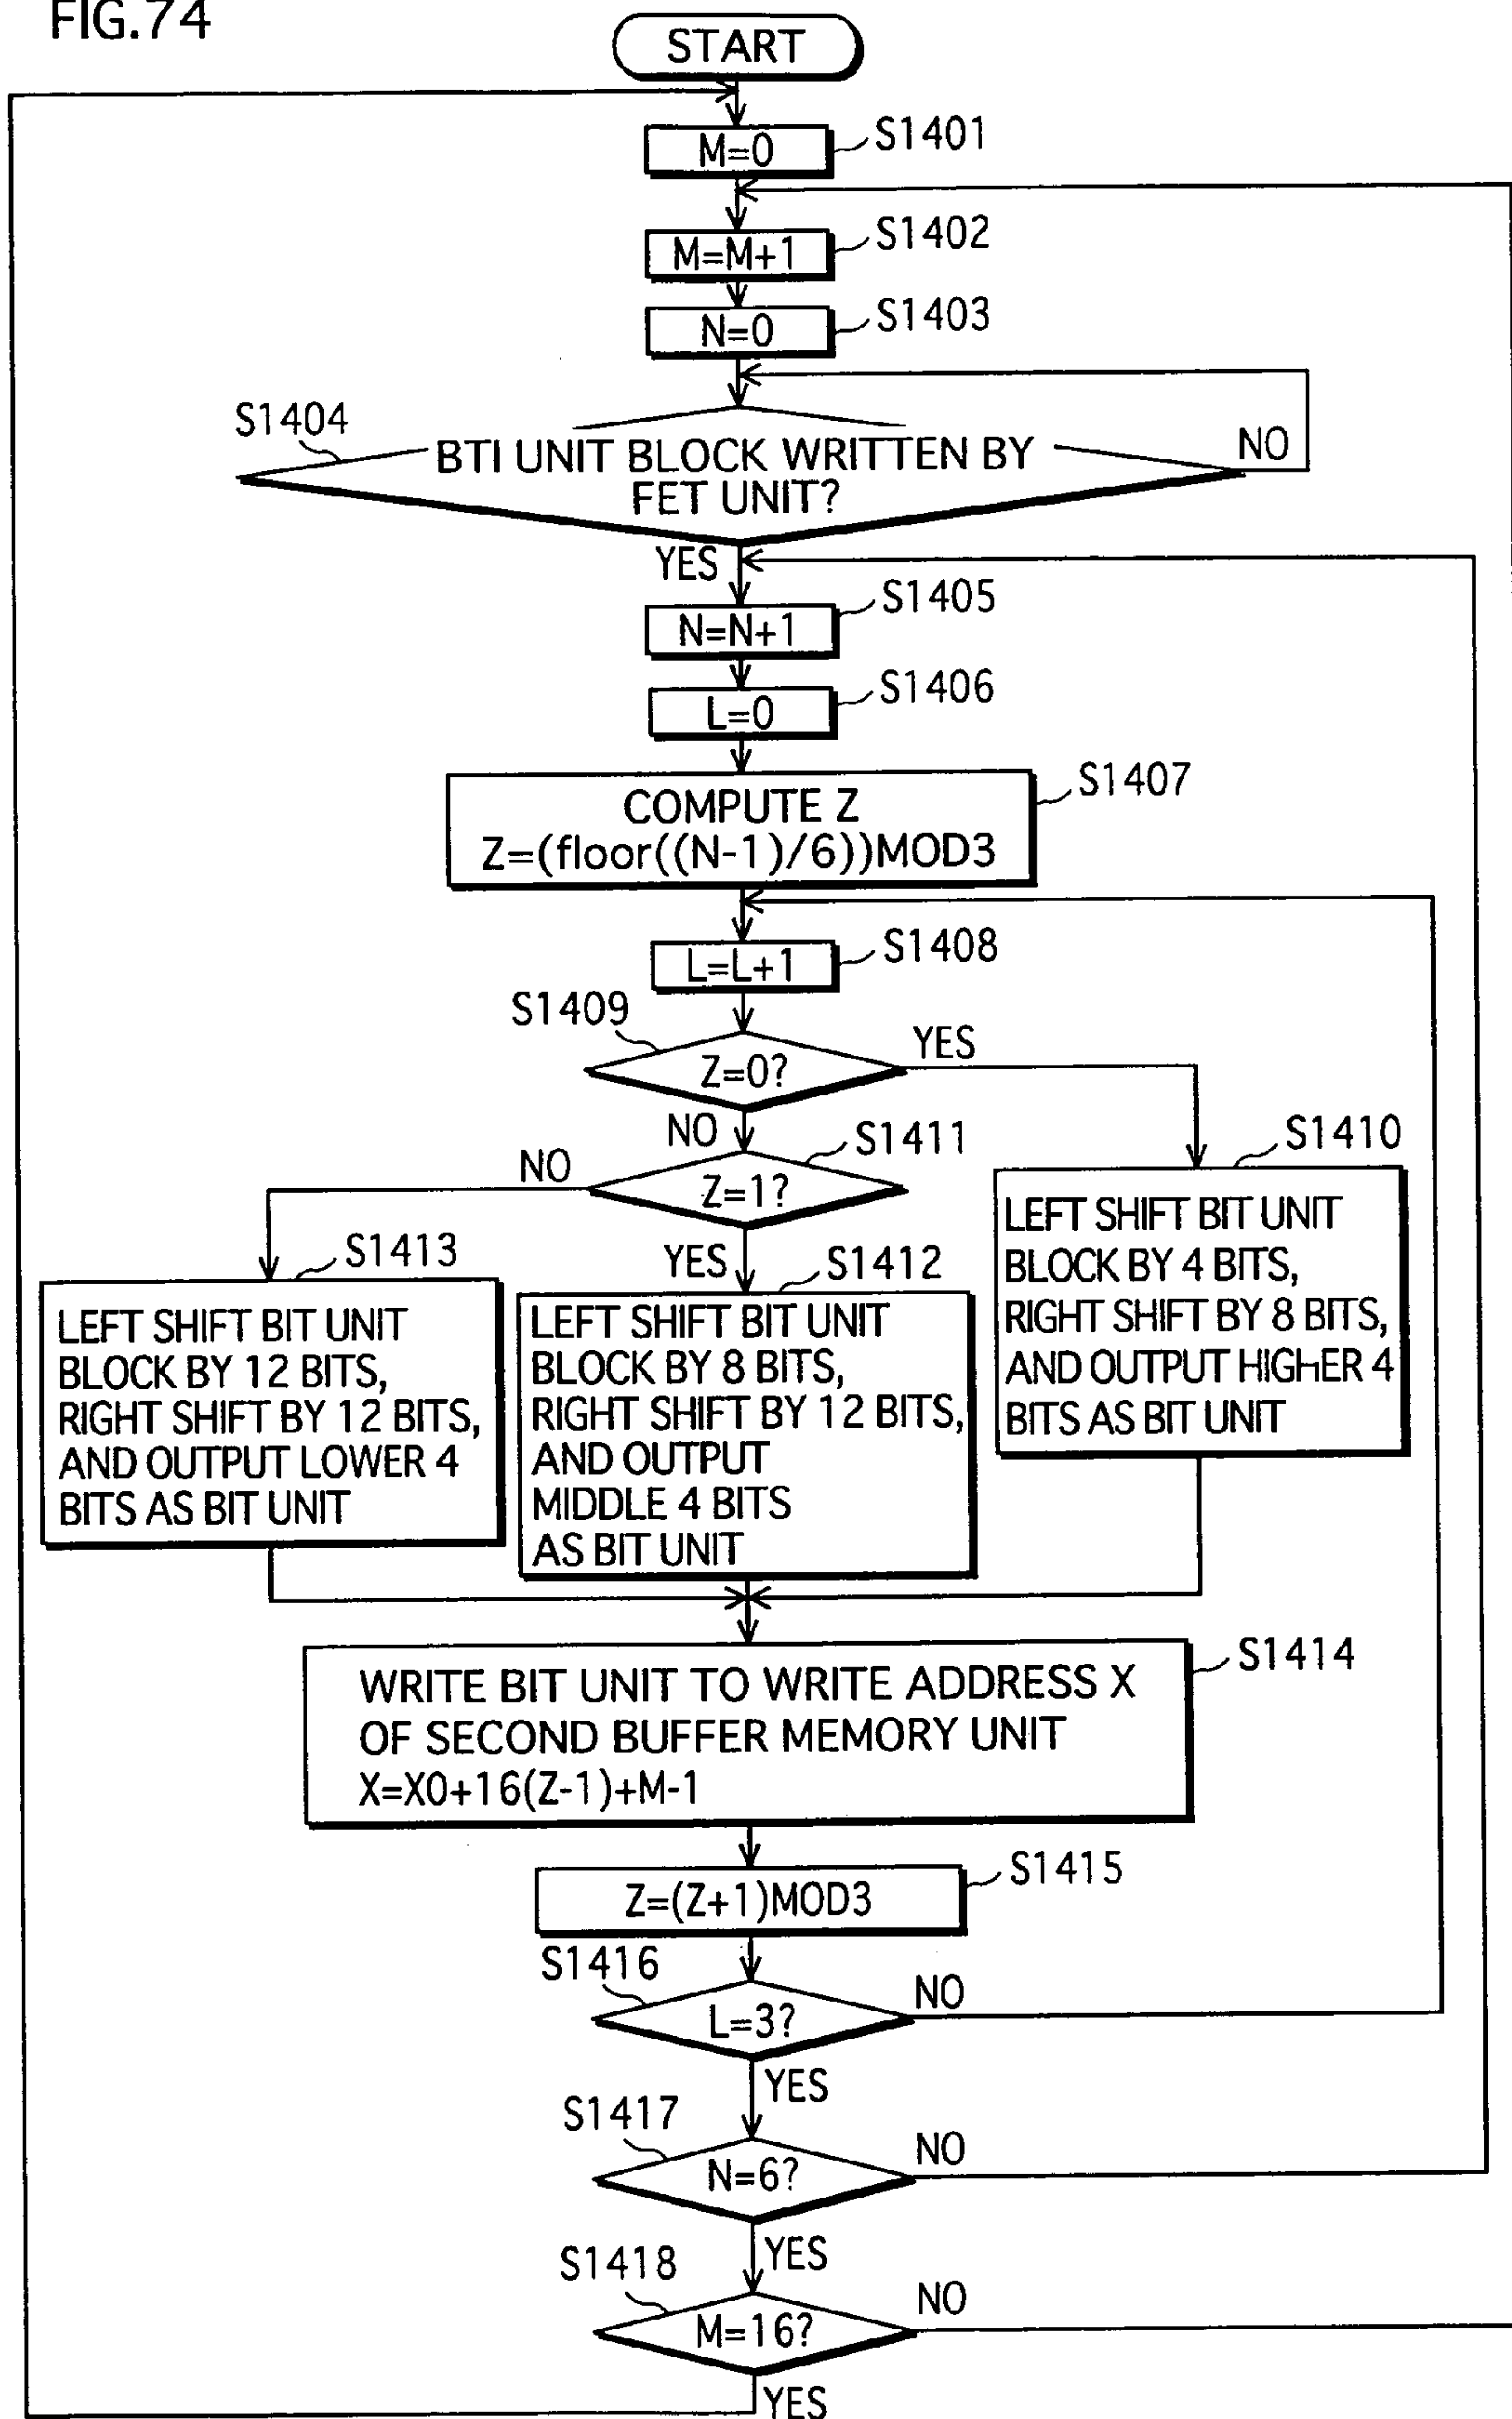 FIG.74
START
M=0
S1401
M=M+1
S1402
N=0
S1403
S1404
BTI UNIT BLOCK WRITTEN BY
FET UNIT?
NO
YES
N=N+1
S1405
L=0
S1406
S1407
COMPUTE Z
Z=(floor((N-1)/6))MOD3
L=L+1
S1408
S1409
Z=0?
YES
NO
S1411
Z=1?
NO
YES
S1410
LEFT SHIFT BIT UNIT
BLOCK BY 4 BITS,
RIGHT SHIFT BY 8 BITS,
AND OUTPUT HIGHER 4
BITS AS BIT UNIT
S1413
LEFT SHIFT BIT UNIT
BLOCK BY 12 BITS,
RIGHT SHIFT BY 12 BITS,
AND OUTPUT LOWER 4
BITS AS BIT UNIT
S1412
LEFT SHIFT BIT UNIT
BLOCK BY 8 BITS,
RIGHT SHIFT BY 12 BITS,
AND OUTPUT
MIDDLE 4 BITS
AS BIT UNIT
S1414
WRITE BIT UNIT TO WRITE ADDRESS X
OF SECOND BUFFER MEMORY UNIT
X=X0+16(Z-1)+M-1
S1415
Z=(Z+1)MOD3
S1416
L=3?
NO
YES
S1417
N=6?
NO
YES
S1418
M=16?
NO
YES